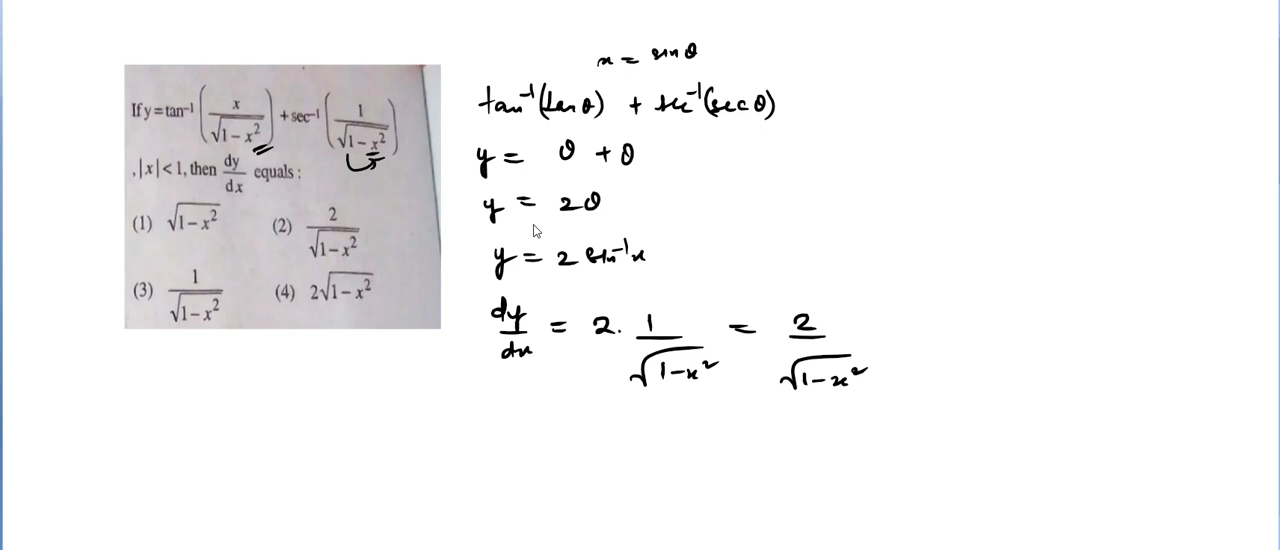 If y = tan⁻¹ (x / √(1 – x²)) + sec⁻¹ (1 / √(1 – x²))
, |x| < 1, then dy/dx equals :
(1) √(1 – x²) (2) 2 / √(1 – x²)
(3) 1 / √(1 – x²) (4) 2√(1 – x²)
x = sin θ
tan⁻¹(tan θ) + sec⁻¹(sec θ)
y = θ + θ
y = 2θ
y = 2 sin⁻¹x
dy/dx = 2 . 1 / √(1 – x²) = 2 / √(1 – x²)